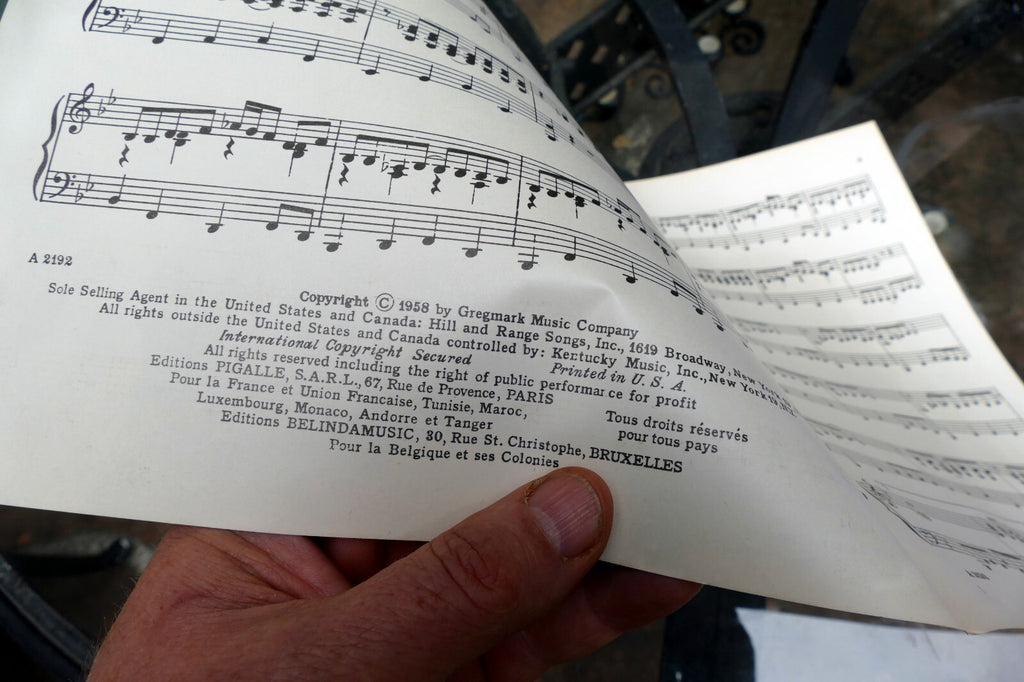 A 2192
Copyright © 1958 by Gregmark Music Company
Sole Selling Agent in the United States and Canada: Hill and Range Songs, Inc., 1619 Broadway, New
All rights outside the United States and Canada controlled by: Kentucky Music, Inc., New York
International Copyright Secured Printed in U. S. A.
All rights reserved including the right of public performance for profit
Editions PIGALLE, S.A.R.L., 67, Rue de Provence, PARIS
Pour la France et Union Francaise, Tunisie, Maroc,
Luxembourg, Monaco, Andorre et Tanger
Tous droits réservés
pour tous pays
Editions BELINDAMUSIC, 30, Rue St. Christophe, BRUXELLES
Pour la Belgique et ses Colonies